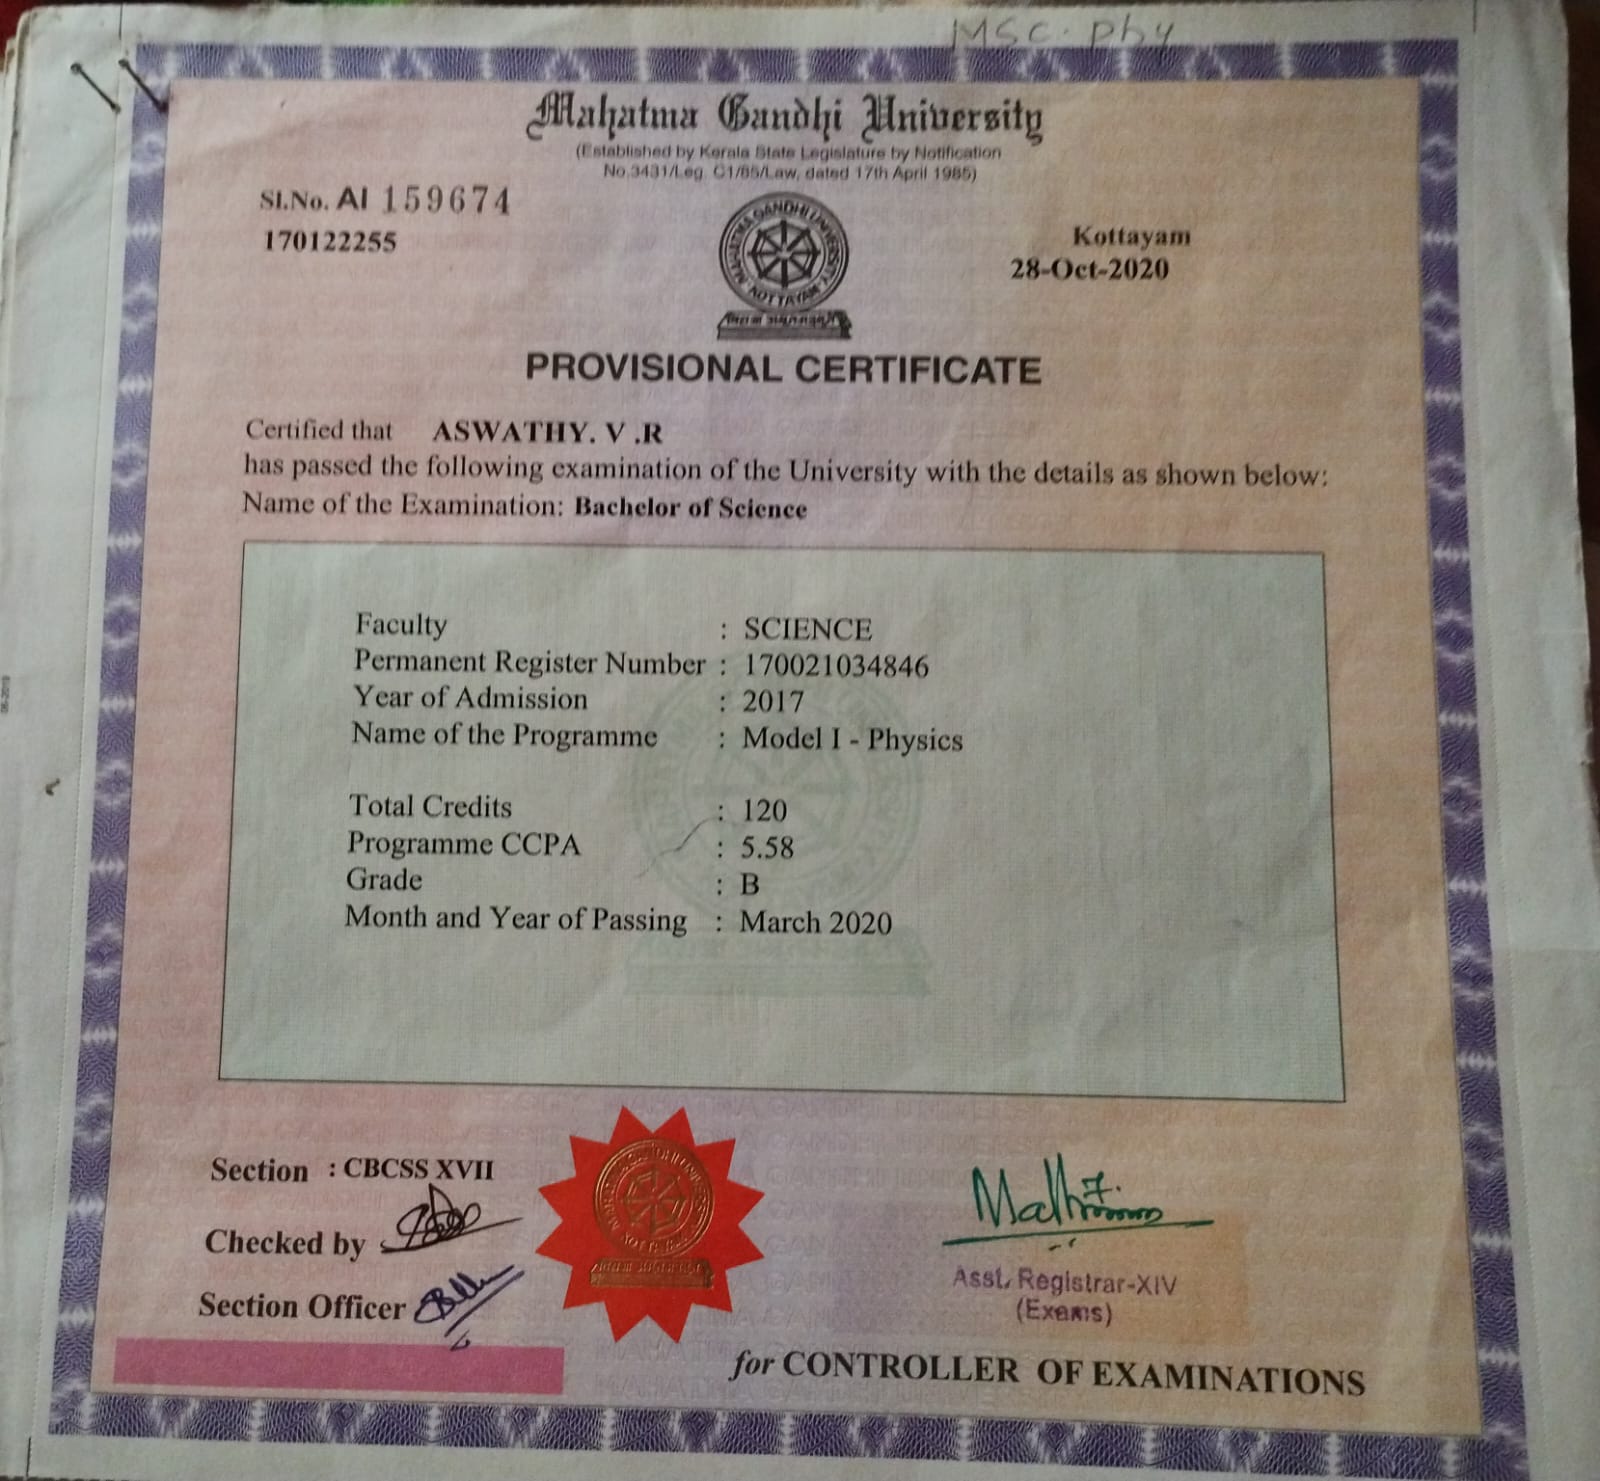 MSC. phy
Mahatma Gandhi University
(Established by Kerala State Legislature by Notification
No.3431/Leg. C1/85/Law, dated 17th April 1985)
Sl.No. AI 159674
170122255
Kottayam
28-Oct-2020
MAHATMA GANDHI UNIVERSITY
KOTTAYAM
PROVISIONAL CERTIFICATE
Certified that ASWATHY. V .R
has passed the following examination of the University with the details as shown below:
Name of the Examination: Bachelor of Science
Faculty : SCIENCE
Permanent Register Number : 170021034846
Year of Admission : 2017
Name of the Programme : Model I - Physics
Total Credits : 120
Programme CCPA : 5.58
Grade : B
Month and Year of Passing : March 2020
Section : CBCSS XVII
Checked by
Section Officer
Asst. Registrar-XIV
(Exams)
for CONTROLLER OF EXAMINATIONS